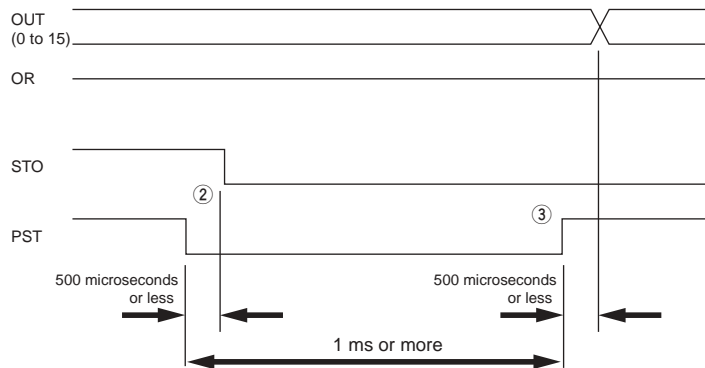 OUT
(0 to 15)
OR
STO
②
③
PST
500 microseconds
or less
500 microseconds
or less
1 ms or more